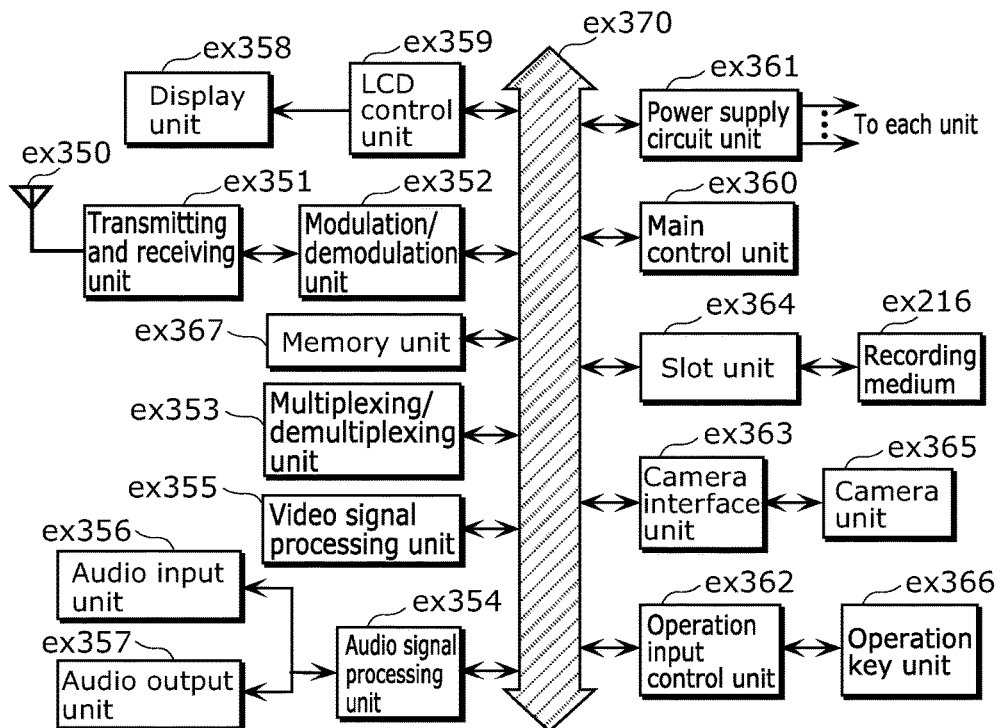 ex370
ex358
ex359
ex361
Display
unit
LCD
control
unit
Power supply
circuit unit
To each unit
ex350
ex351
ex352
ex360
Transmitting
and receiving
unit
Modulation/
demodulation
unit
Main
control unit
ex367
Memory unit
ex364
ex216
Slot unit
Recording
medium
ex353
Multiplexing/
demultiplexing
unit
ex363
ex365
Camera
interface
unit
Camera
unit
ex355
Video signal
processing unit
ex356
Audio input
unit
ex354
ex362
ex366
ex357
Audio output
unit
Audio signal
processing
unit
Operation
input
control unit
Operation
key unit